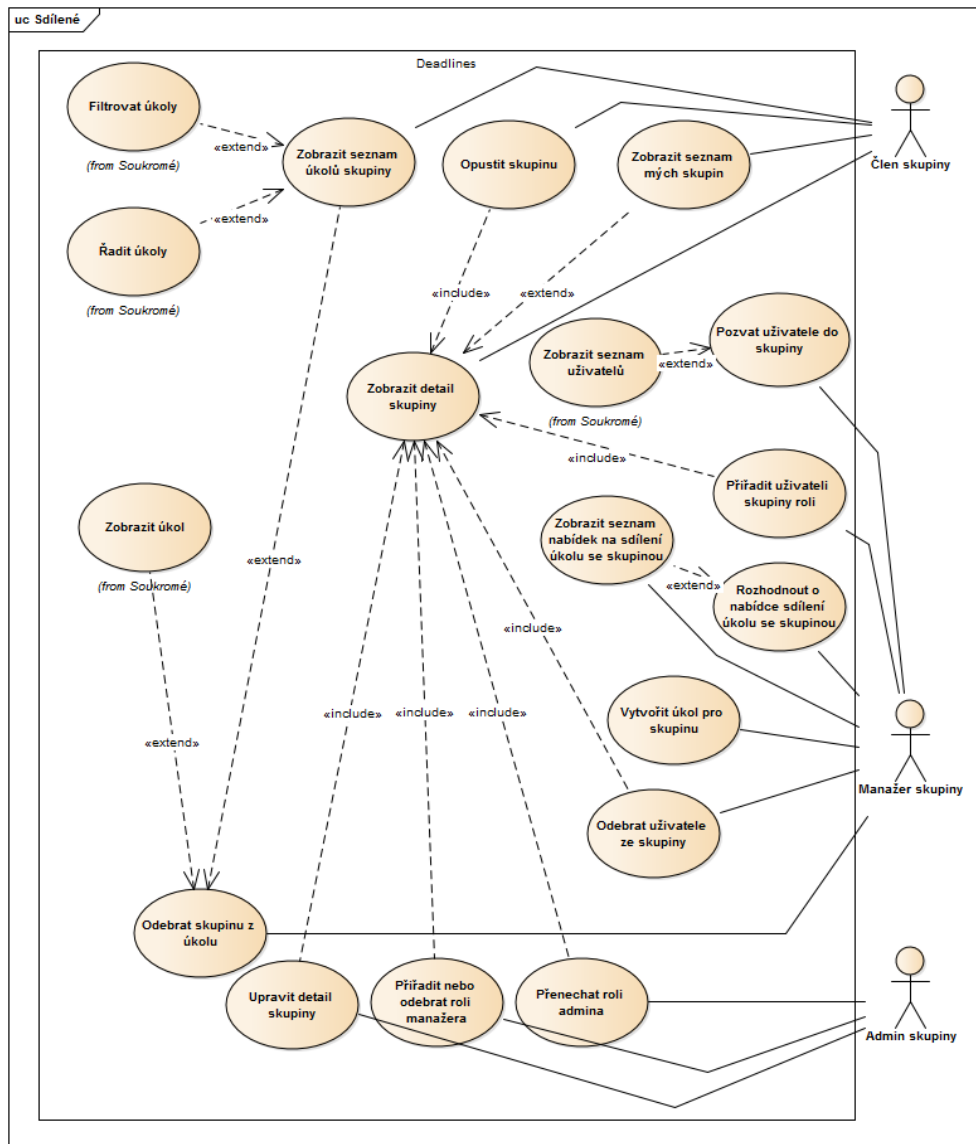 uc Sdílené
Deadlines
Filtrovat úkoly
(from Soukromé)
«extend»
Zobrazit seznam
úkolů skupiny
Opustit skupinu
Zobrazit seznam
mých skupin
Člen skupiny
Řadit úkoly
(from Soukromé)
«extend»
«include»
«extend»
Zobrazit seznam
uživatelů
(from Soukromé)
«extend»
Pozvat uživatele do
skupiny
Zobrazit detail
skupiny
«include»
Přiřadit uživateli
skupiny roli
Zobrazit úkol
(from Soukromé)
«extend»
Zobrazit seznam
nabídek na sdílení
úkolu se skupinou
«extend»
Rozhodnout o
nabídce sdílení
úkolu se skupinou
«include»
Vytvořit úkol pro
skupinu
«extend»
«include»
«include»
«include»
Manažer skupiny
Odebrat uživatele
ze skupiny
Odebrat skupinu z
úkolu
Upravit detail
skupiny
Přiřadit nebo
odebrat roli
manažera
Přenechat roli
admina
Admin skupiny